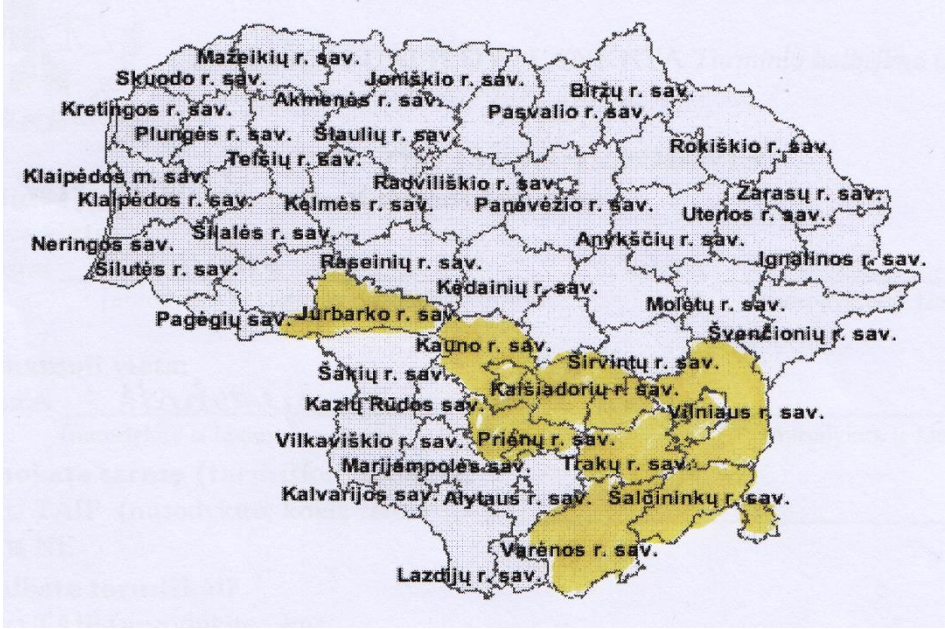 Mažeikių r. sav.
Skuodo r. sav.
Joniškio r. sav.
Akmenės r. sav.
Biržų r. sav.
Kretingos r. sav.
Pasvalio r. sav.
Plungės r. sav.
Šiaulių r. sav.
Rokiškio r. sav.
Telšių r. sav.
Klaipėdos m. sav.
Radviliškio r. sav.
Klaipėdos r. sav.
Kelmės r. sav.
Panevėžio r. sav.
Zarasų r. sav.
Utenos r. sav.
Neringos sav.
Šilalės r. sav.
Anykščių r. sav.
Šilutės r. sav.
Raseinių r. sav.
Ignalinos r. sav.
Kėdainių r. sav.
Molėtų r. sav.
Pagėgių sav.
Jurbarko r. sav.
Švenčionių r. sav.
Kauno r. sav.
Širvintų r. sav.
Šakių r. sav.
Kaišiadorių r. sav.
Kazlų Rūdos sav.
Vilniaus r. sav.
Vilkaviškio r. sav.
Prienų r. sav.
Marijampolės sav.
Trakų r. sav.
Kalvarijos sav.
Alytaus r. sav.
Šalčininkų r. sav.
Varėnos r. sav.
Lazdijų r. sav.